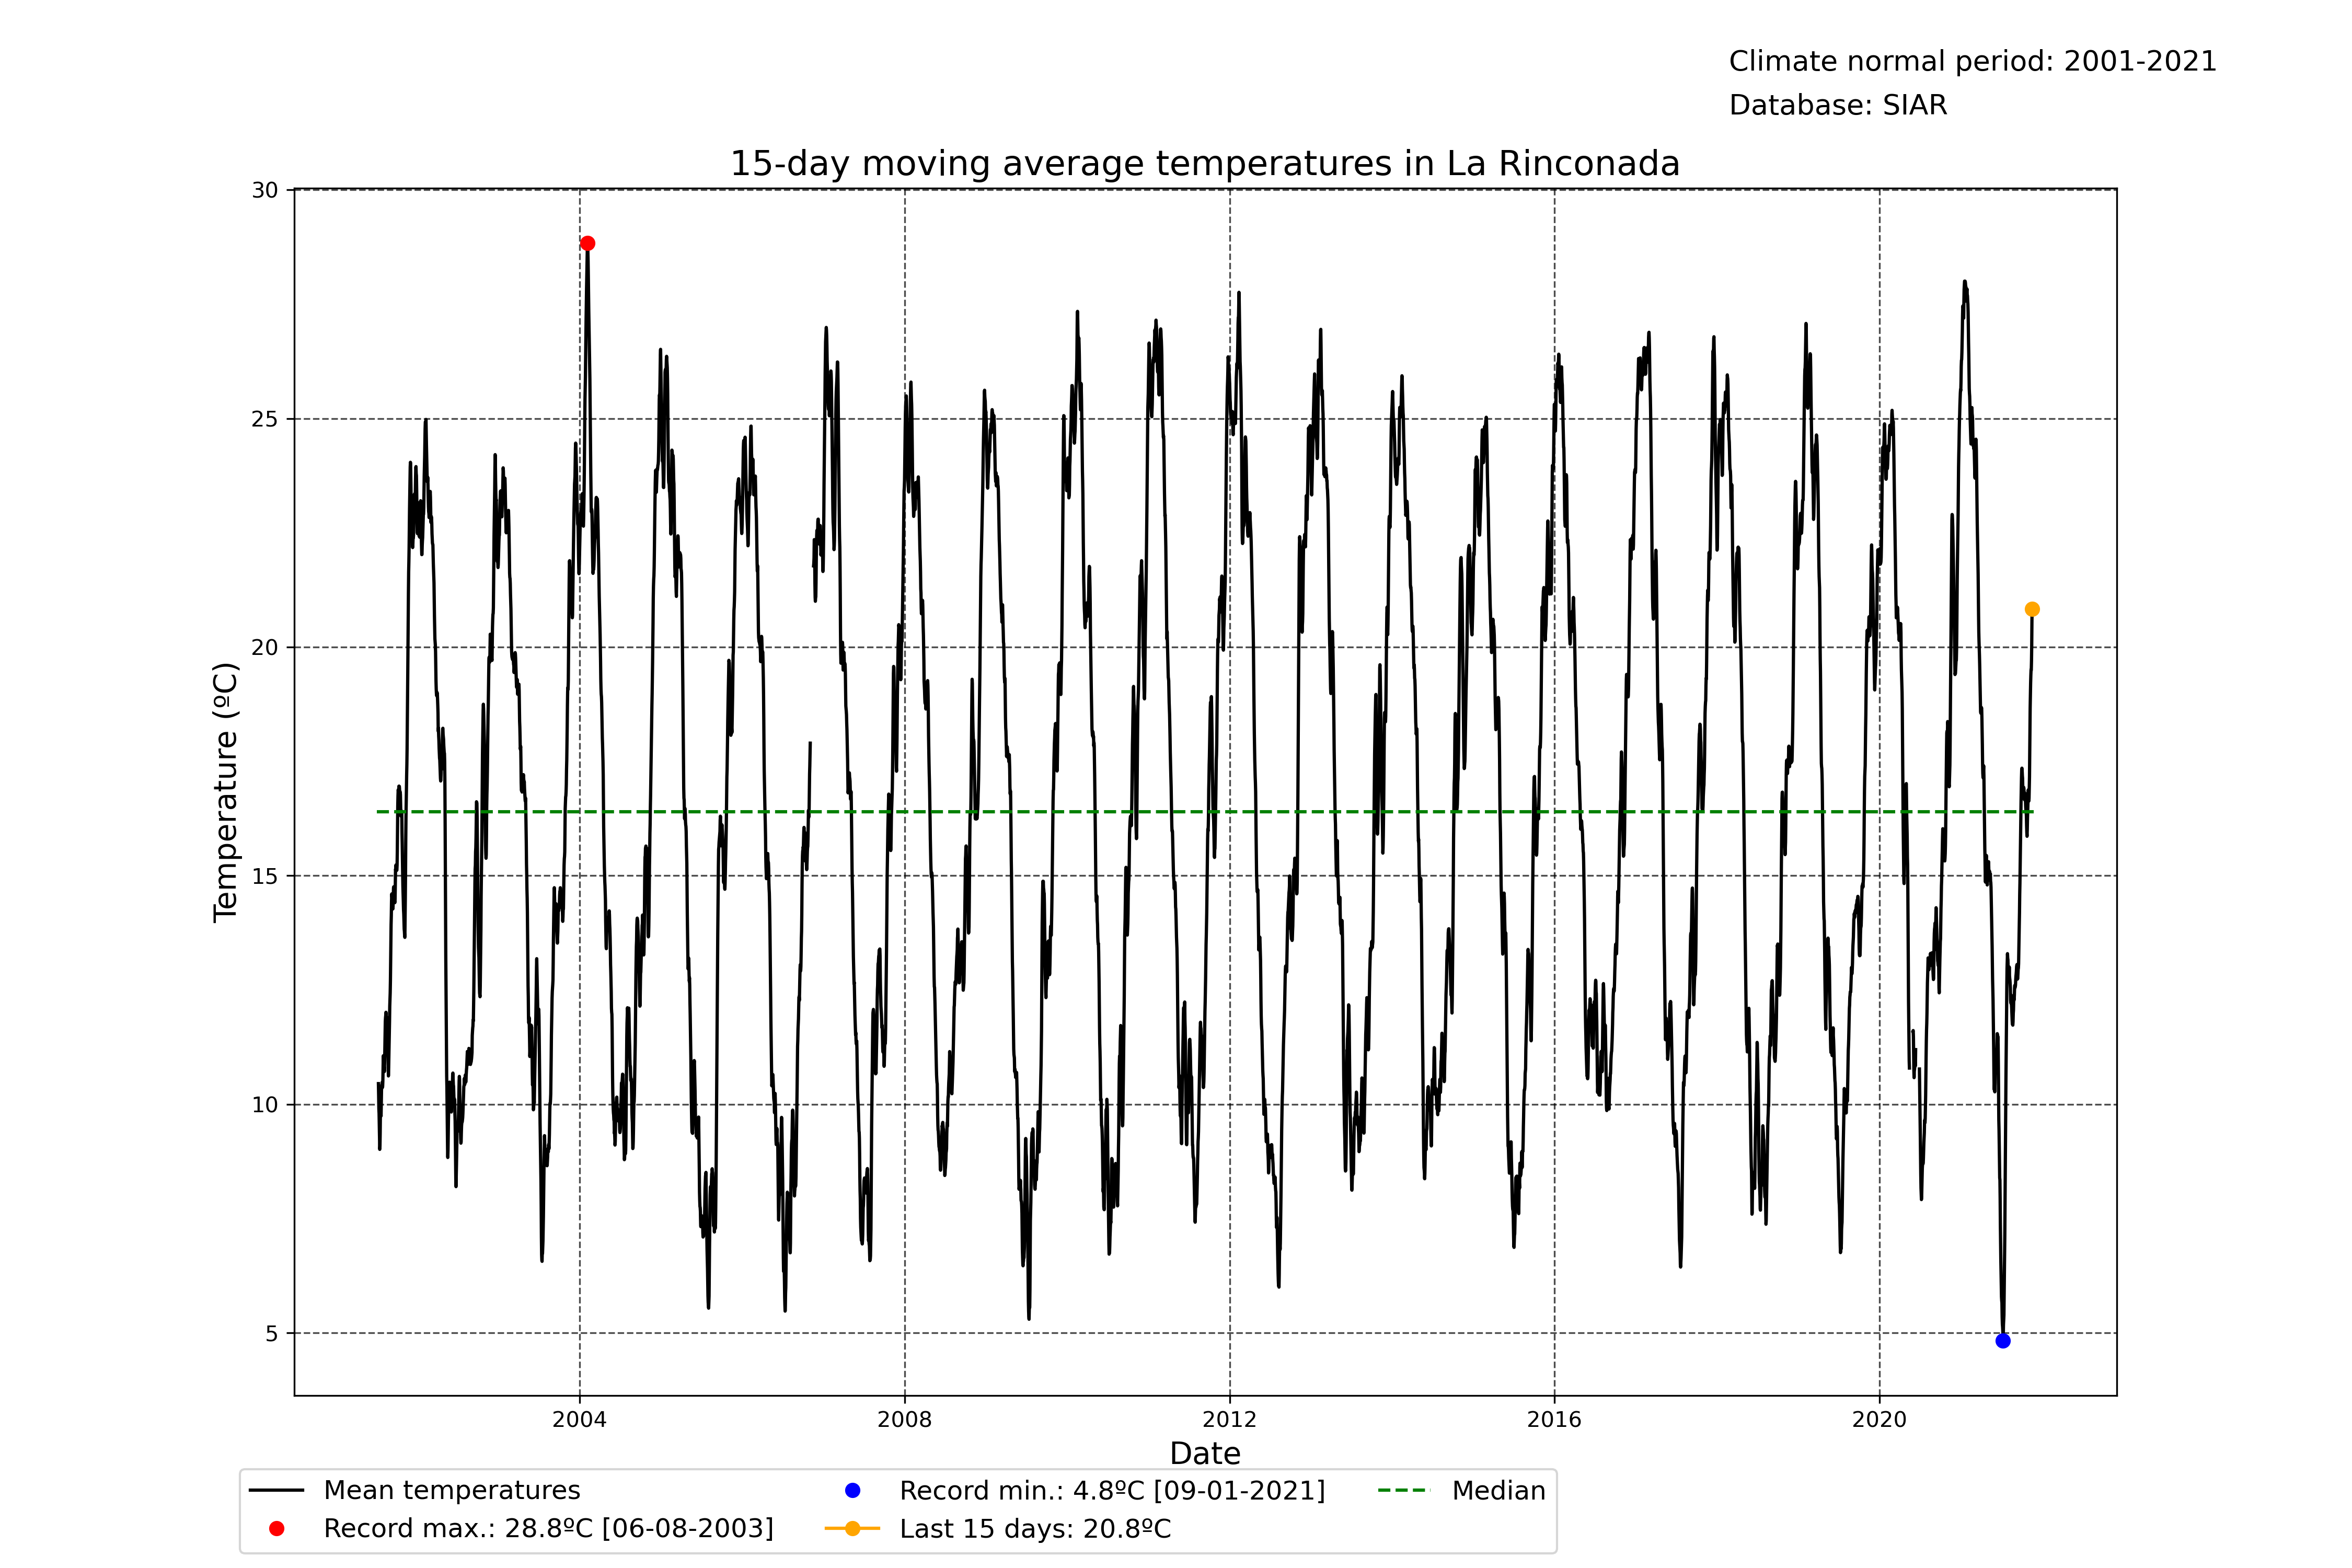 Climate normal period: 2001-2021
Database: SIAR
15-day moving average temperatures in La Rinconada
30
25
20
15
10
5
Temperature (ºC)
2004 2008 2012 2016 2020
Date
Mean temperatures
Record max.: 28.8ºC [06-08-2003]
Record min.: 4.8ºC [09-01-2021]
Last 15 days: 20.8ºC
Median